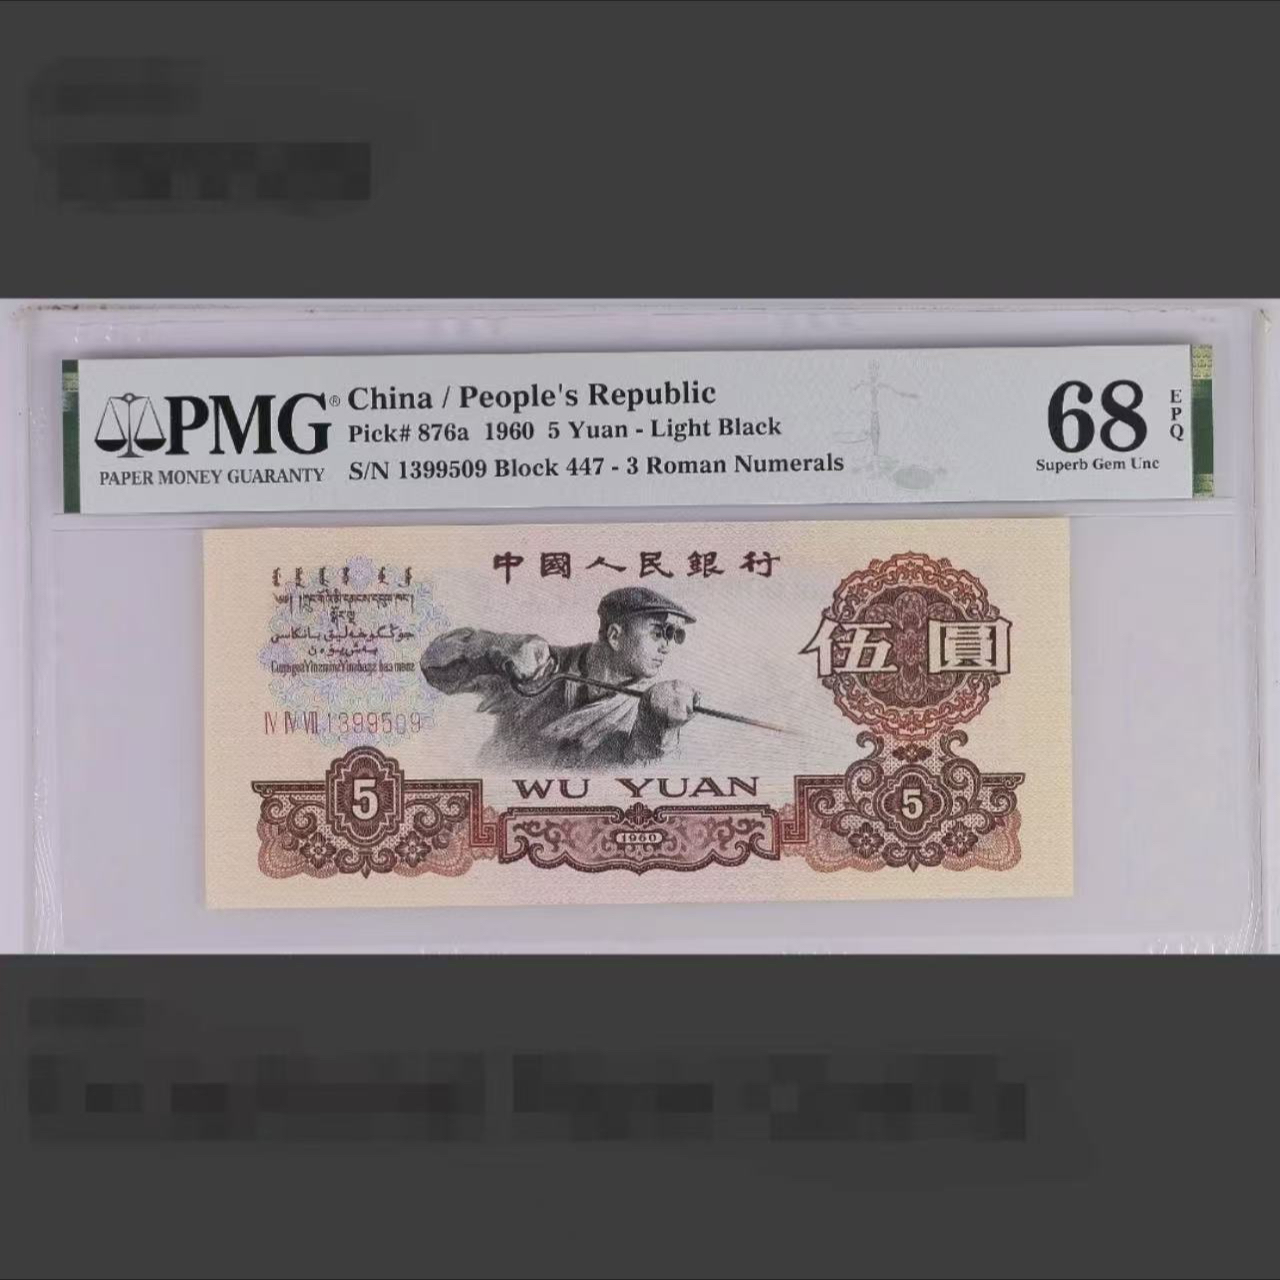 PMG®
PAPER MONEY GUARANTY
China / People's Republic
Pick# 876a 1960 5 Yuan - Light Black
S/N 1399509 Block 447 - 3 Roman Numerals
68
EPQ
Superb Gem Unc
中國人民銀行
伍圓
IV IV VII 1399509
5
WU YUAN
5
1960